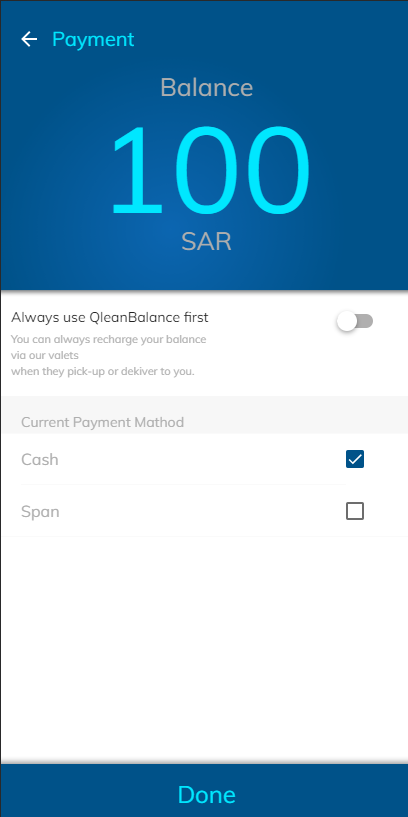 Payment
Balance
100
SAR
Always use QleanBalance first
You can always recharge your balance
via our valets
when they pick-up or dekiver to you.
Current Payment Mathod
Cash
Span
Done